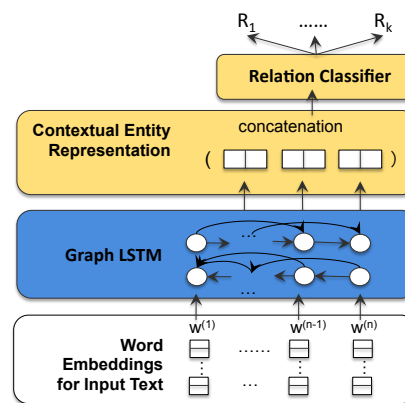 R1 ...... Rk
Relation Classifier
Contextual Entity
Representation
concatenation
( )
Graph LSTM
...
...
w(1) w(n-1) w(n)
Word
Embeddings
for Input Text
......
...